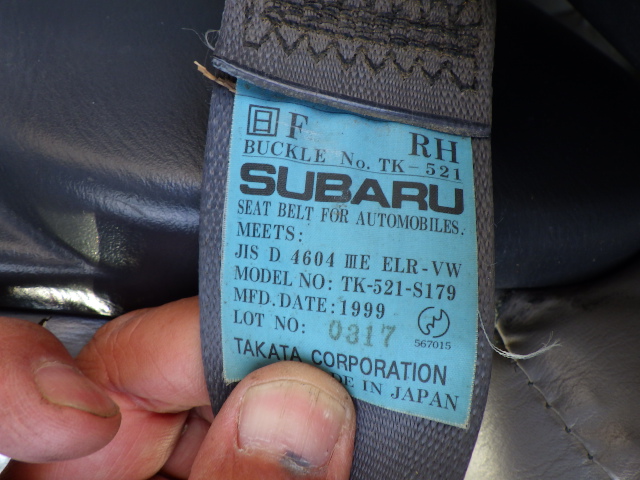 日 F RH
BUCKLE No. TK-521
SUBARU
SEAT BELT FOR AUTOMOBILES.
MEETS:
JIS D 4604 ⅢE ELR-VW
MODEL NO: TK-521-S179
MFD. DATE: 1999
LOT NO: 0317
567015
TAKATA CORPORATION
IN JAPAN